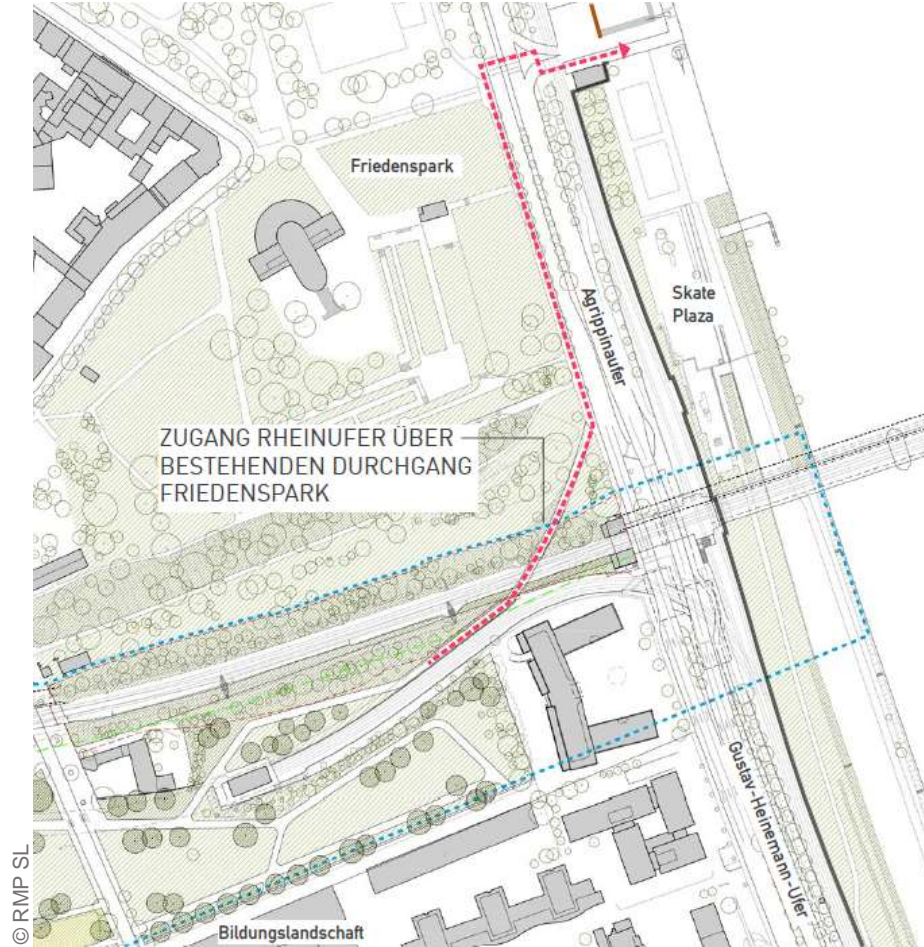 Friedenspark
Agrippinaufer
Skate
Plaza
ZUGANG RHEINUFER ÜBER
BESTEHENDEN DURCHGANG
FRIEDENSPARK
Gustav-Heinemann-Ufer
Bildungslandschaft
© RMP SL